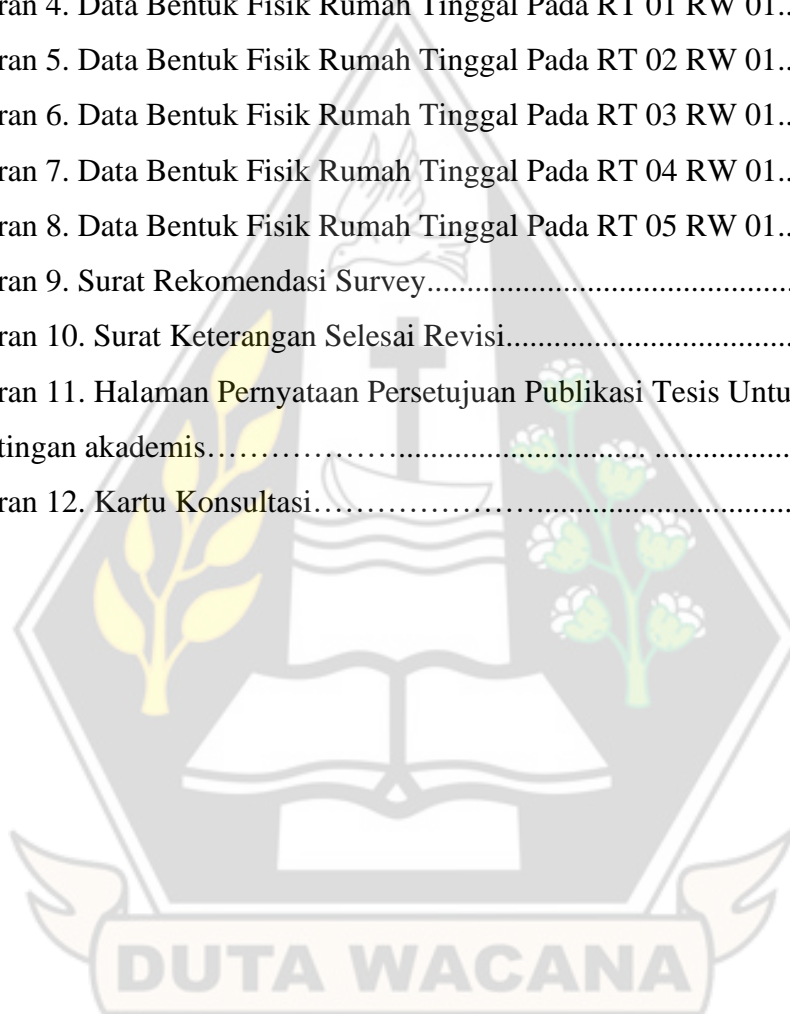 ran 4. Data Bentuk Fisik Rumah Tinggal Pada RT 01 RW 01..
ran 5. Data Bentuk Fisik Rumah Tinggal Pada RT 02 RW 01..
ran 6. Data Bentuk Fisik Rumah Tinggal Pada RT 03 RW 01..
ran 7. Data Bentuk Fisik Rumah Tinggal Pada RT 04 RW 01..
ran 8. Data Bentuk Fisik Rumah Tinggal Pada RT 05 RW 01..
ran 9. Surat Rekomendasi Survey.........................................
ran 10. Surat Keterangan Selesai Revisi................................
ran 11. Halaman Pernyataan Persetujuan Publikasi Tesis Untu
tingan akademis………………............................ ................
ran 12. Kartu Konsultasi…………………............................
DUTA WACANA